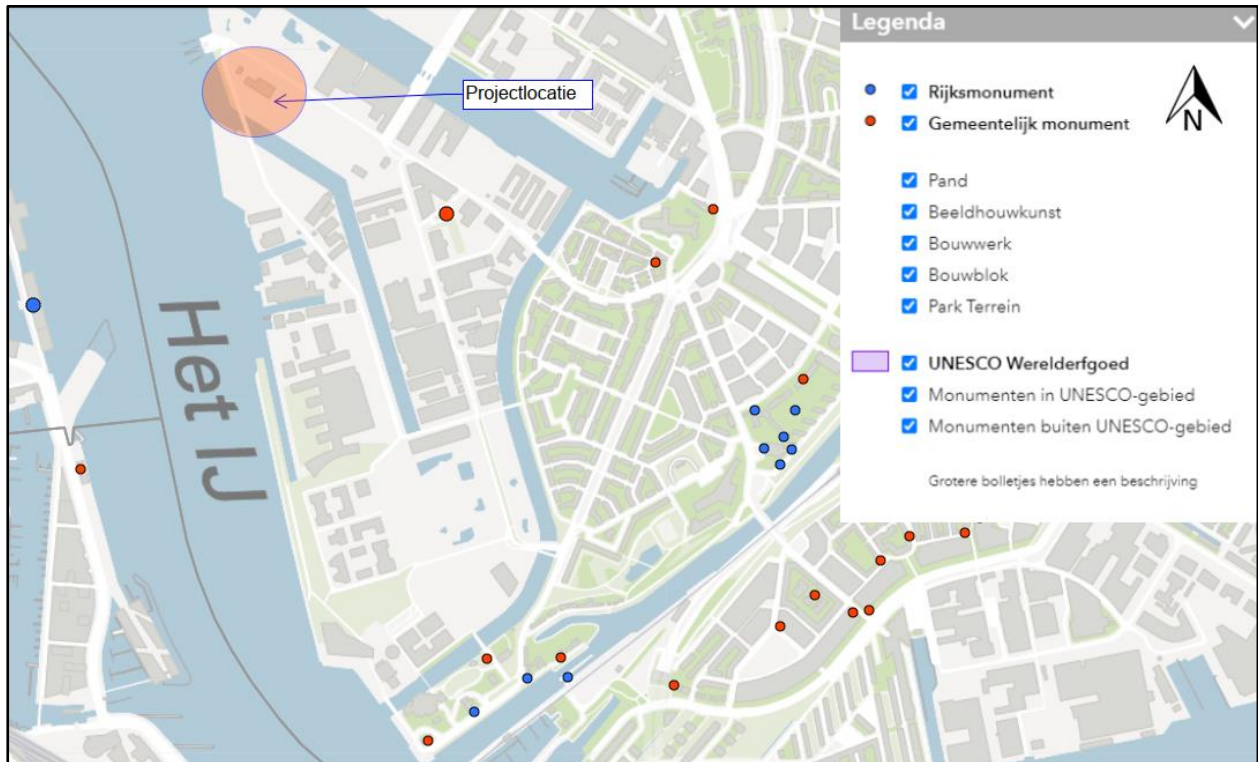 Projectlocatie
Het IJ
Legenda
Rijksmonument
Gemeentelijk monument
N
Pand
Beeldhouwkunst
Bouwwerk
Bouwblok
Park Terrein
UNESCO Werelderfgoed
Monumenten in UNESCO-gebied
Monumenten buiten UNESCO-gebied
Grotere bolletjes hebben een beschrijving